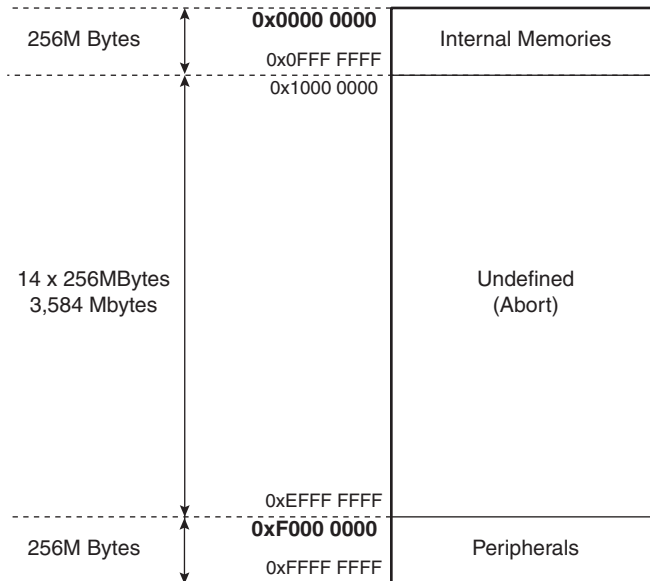 256M Bytes
0x0000 0000
0x0FFF FFFF
Internal Memories
0x1000 0000
14 x 256MBytes
3,584 Mbytes
Undefined
(Abort)
0xEFFF FFFF
256M Bytes
0xF000 0000
0xFFFF FFFF
Peripherals